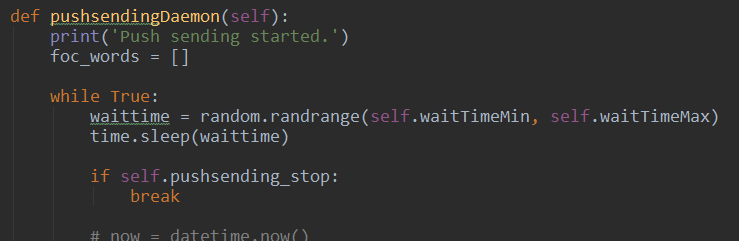 def pushsendingDaemon(self):
    print('Push sending started.')
    foc_words = []
    while True:
        waittime = random.randrange(self.waitTimeMin, self.waitTimeMax)
        time.sleep(waittime)
        if self.pushsending_stop:
            break
        # now = datetime.now()